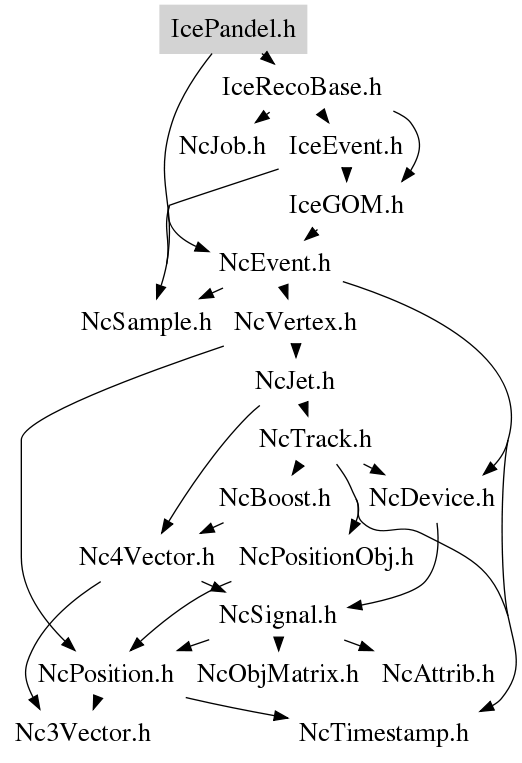 IcePandel.h
IceRecoBase.h
NcJob.h
IceEvent.h
IceGOM.h
NcEvent.h
NcSample.h
NcVertex.h
NcJet.h
NcTrack.h
NcBoost.h
NcDevice.h
Nc4Vector.h
NcPositionObj.h
NcSignal.h
NcPosition.h
NcObjMatrix.h
NcAttrib.h
Nc3Vector.h
NcTimestamp.h